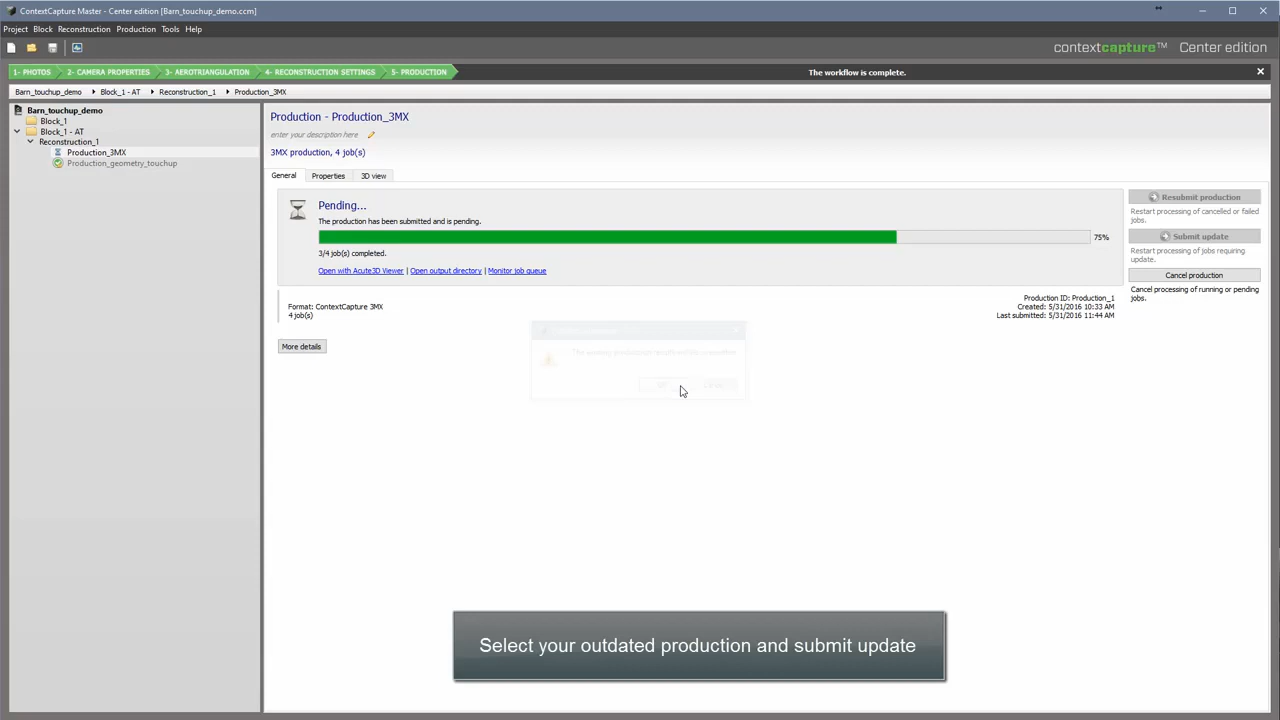 ContextCapture Master - Center edition [Barn_touchup_demo.ccm]
Project Block Reconstruction Production Tools Help
contextcapture™ Center edition
1- PHOTOS 2- CAMERA PROPERTIES 3- AEROTRIANGULATION 4- RECONSTRUCTION SETTINGS 5- PRODUCTION The workflow is complete.
Barn_touchup_demo Block_1 - AT Reconstruction_1 Production_3MX
Barn_touchup_demo
Block_1
Block_1 - AT
Reconstruction_1
Production_3MX
Production_geometry_touchup
Production - Production_3MX
enter your description here
3MX production, 4 job(s)
General Properties 3D view
Pending...
The production has been submitted and is pending.
75%
3/4 job(s) completed.
Open with Acute3D Viewer | Open output directory | Monitor job queue
Resubmit production
Restart processing of cancelled or failed
jobs.
Submit update
Restart processing of jobs requiring
update.
Cancel production
Cancel processing of running or pending
jobs.
Format: ContextCapture 3MX
4 job(s)
Production ID: Production_1
Created: 5/31/2016 10:33 AM
Last submitted: 5/31/2016 11:44 AM
More details
Select your outdated production and submit update